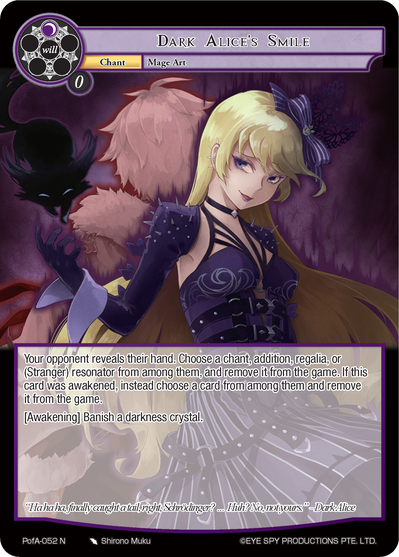 Dark Alice's Smile
will
Chant
Mage Art
0
Your opponent reveals their hand. Choose a chant, addition, regalia, or
(Stranger) resonator from among them, and remove it from the game. If this
card was awakened, instead choose a card from among them and remove
it from the game.
[Awakening] Banish a darkness crystal.
"Ha ha ha, finally caught a tail, right, Schrödinger? ... Huh? No, not yours." - Dark Alice
PofA-052 N
Shirono Muku
©EYE SPY PRODUCTIONS PTE. LTD.